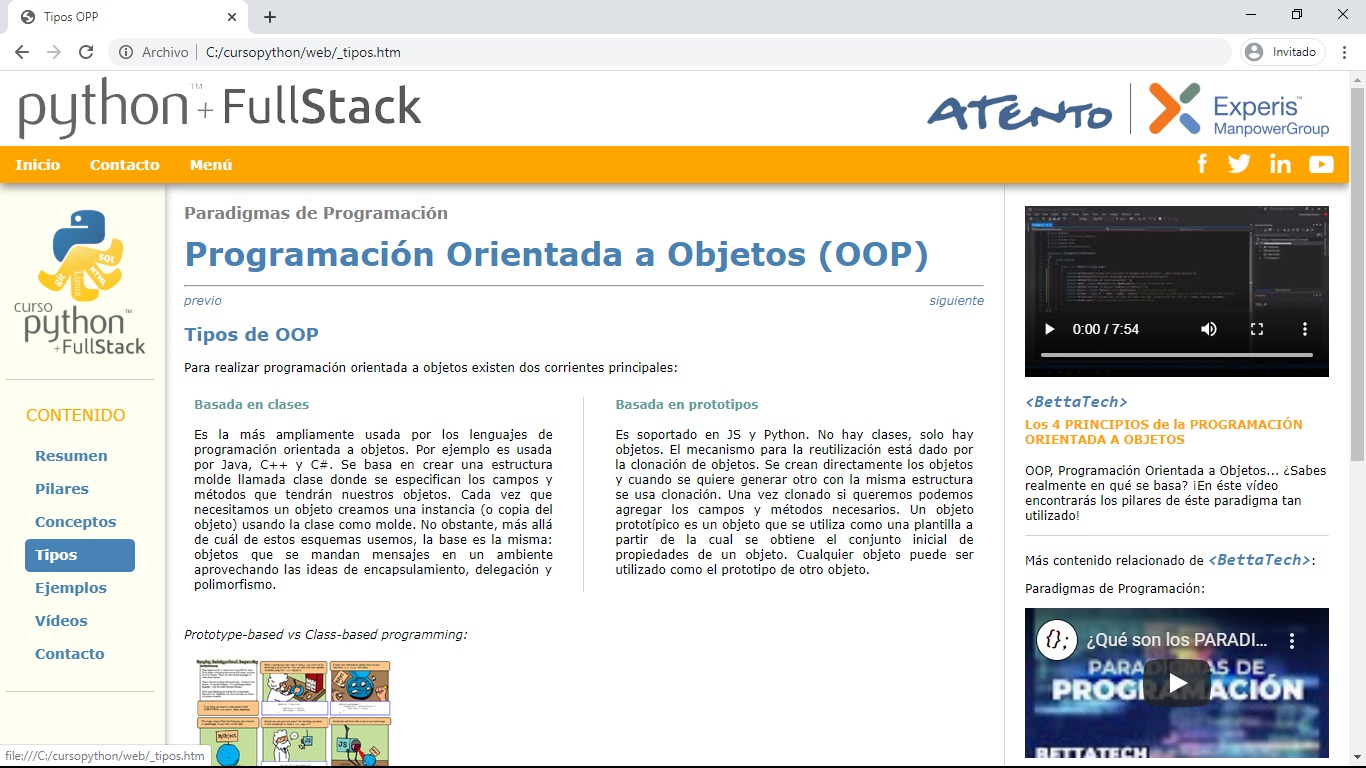 Tipos OPP
Archivo
C:/cursopython/web/_tipos.htm
Invitado
python™ + FullStack
ATENTO
Experis™
ManpowerGroup
Inicio Contacto Menú
SQL
git
HTML
Linux
curso
python™
+FullStack
CONTENIDO
Resumen
Pilares
Conceptos
Tipos
Ejemplos
Vídeos
Contacto
Paradigmas de Programación
Programación Orientada a Objetos (OOP)
previo
siguiente
Tipos de OOP
Para realizar programación orientada a objetos existen dos corrientes principales:
Basada en clases
Es la más ampliamente usada por los lenguajes de
programación orientada a objetos. Por ejemplo es usada
por Java, C++ y C#. Se basa en crear una estructura
molde llamada clase donde se especifican los campos y
métodos que tendrán nuestros objetos. Cada vez que
necesitamos un objeto creamos una instancia (o copia del
objeto) usando la clase como molde. No obstante, más allá
de cuál de estos esquemas usemos, la base es la misma:
objetos que se mandan mensajes en un ambiente
aprovechando las ideas de encapsulamiento, delegación y
polimorfismo.
Basada en prototipos
Es soportado en JS y Python. No hay clases, solo hay
objetos. El mecanismo para la reutilización está dado por
la clonación de objetos. Se crean directamente los objetos
y cuando se quiere generar otro con la misma estructura
se usa clonación. Una vez clonado si queremos podemos
agregar los campos y métodos necesarios. Un objeto
prototípico es un objeto que se utiliza como una plantilla a
partir de la cual se obtiene el conjunto inicial de
propiedades de un objeto. Cualquier objeto puede ser
utilizado como el prototipo de otro objeto.
Prototype-based vs Class-based programming:
MyObject
JS
JS
0:00 / 7:54
<BettaTech>
Los 4 PRINCIPIOS de la PROGRAMACIÓN
ORIENTADA A OBJETOS
OOP, Programación Orientada a Objetos... ¿Sabes
realmente en qué se basa? ¡En éste vídeo
encontrarás los pilares de éste paradigma tan
utilizado!
Más contenido relacionado de <BettaTech>:
Paradigmas de Programación:
{};
¿Qué son los PARADI...
PARADIGMAS DE
PROGRAMACIÓN
BETTATECH
file:///C:/cursopython/web/_tipos.htm